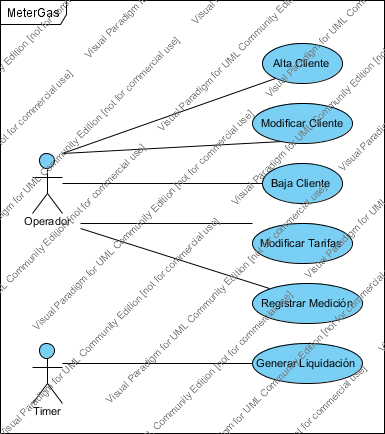 MeterGas
Alta Cliente
Modificar Cliente
Baja Cliente
Operador
Modificar Tarifas
Registrar Medición
Generar Liquidación
Timer
Visual Paradigm for UML Community Edition [not for commercial use]